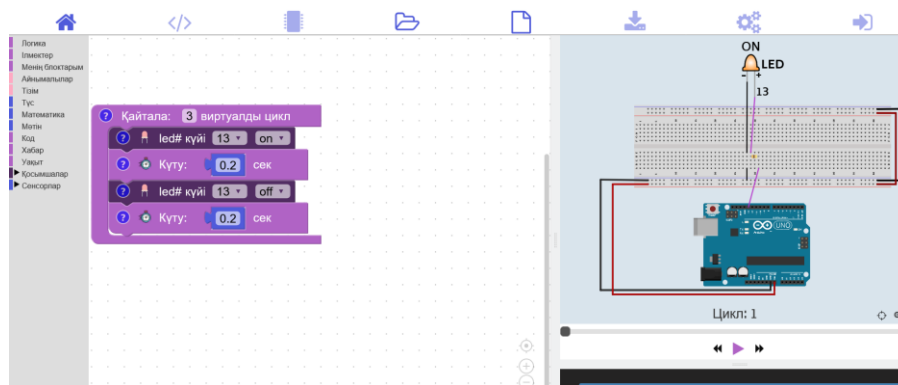 Логика
Ілмектер
Менің блоктарым
Айнымалылар
Тізім
Түс
Математика
Мәтін
Код
Хабар
Уақыт
Қосымшалар
Сенсорлар
Қайтала: 3 виртуалды цикл
led# күйі 13 on
Күту: 0.2 сек
led# күйі 13 off
Күту: 0.2 сек
ON
LED
- +
13
UNO
Цикл: 1